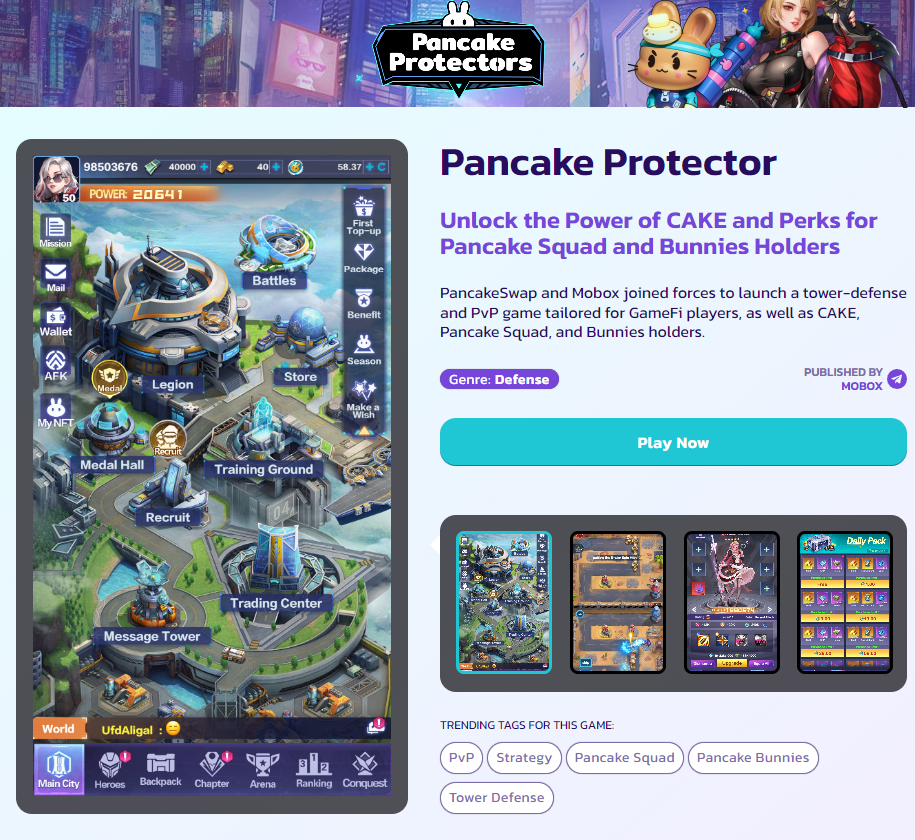 Pancake
Protectors
98503676
40000
40
58.37
50
POWER: 20641
Mission
Mail
Wallet
AFK
My NFT
First
Top-up
Package
Benefit
Season
Make a
Wish
Battles
Legion
Store
Medal
Medal Hall
Recruit
Training Ground
Recruit
04
Trading Center
Message Tower
World
UfdAligal :
Main City
Heroes
Backpack
Chapter
Arena
Ranking
Conquest
Pancake Protector
Unlock the Power of CAKE and Perks for
Pancake Squad and Bunnies Holders
PancakeSwap and Mobox joined forces to launch a tower-defense
and PvP game tailored for GameFi players, as well as CAKE,
Pancake Squad, and Bunnies holders.
Genre: Defense
PUBLISHED BY
MOBOX
Play Now
Daily Pack
Upgrade
TRENDING TAGS FOR THIS GAME:
PvP
Strategy
Pancake Squad
Pancake Bunnies
Tower Defense